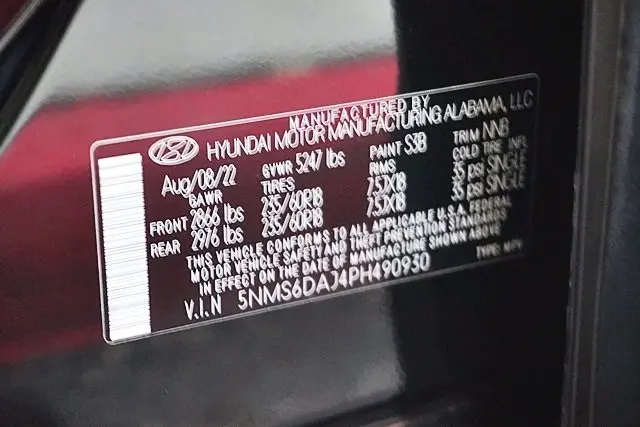 MANUFACTURED BY
HYUNDAI MOTOR MANUFACTURING ALABAMA, LLC
Aug/08/22 GVWR 5247 lbs PAINT S3B TRIM NNB
GAWR TIRES RIMS COLD TIRE INFL
FRONT 2866 lbs 235/60R18 7.5JX18 35 psi SINGLE
REAR 2976 lbs 235/60R18 7.5JX18 35 psi SINGLE
THIS VEHICLE CONFORMS TO ALL APPLICABLE U.S.A. FEDERAL
MOTOR VEHICLE SAFETY AND THEFT PREVENTION STANDARDS
IN EFFECT ON THE DATE OF MANUFACTURE SHOWN ABOVE
V.I.N 5NMS6DAJ4PH490930 TYPE: MPV